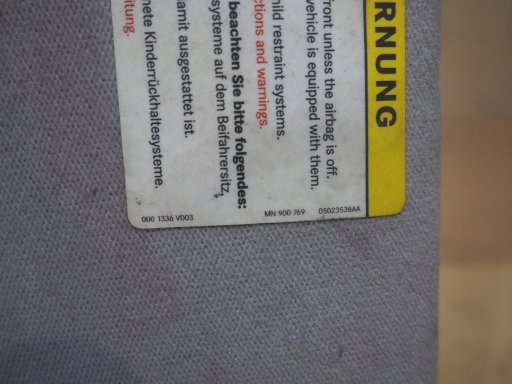 RNUNG
front unless the airbag is off.
vehicle is equipped with them.
hild restraint systems.
ctions and warnings.
beachten Sie bitte folgendes:
systeme auf dem Beifahrersitz,
amit ausgestattet ist.
nete Kinderrückhaltesysteme.
itung.
000 1336 V003
MN 900 769
05023538AA